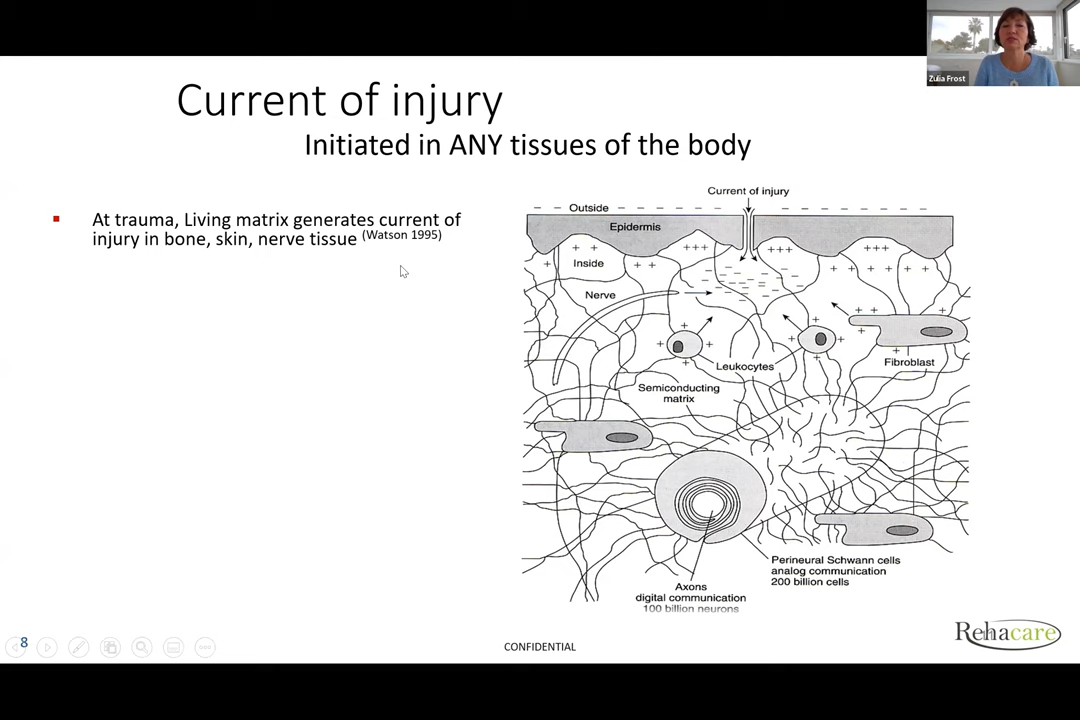 Zulia Frost
Current of injury
Initiated in ANY tissues of the body
▪ At trauma, Living matrix generates current of
injury in bone, skin, nerve tissue (Watson 1995)
Current of injury
Outside
Epidermis
+++
+++
+++
Inside
Nerve
Leukocytes
Fibroblast
Semiconducting
matrix
Perineural Schwann cells
analog communication
200 billion cells
Axons
digital communication
100 billion neurons
8
CONFIDENTIAL
Rehacare